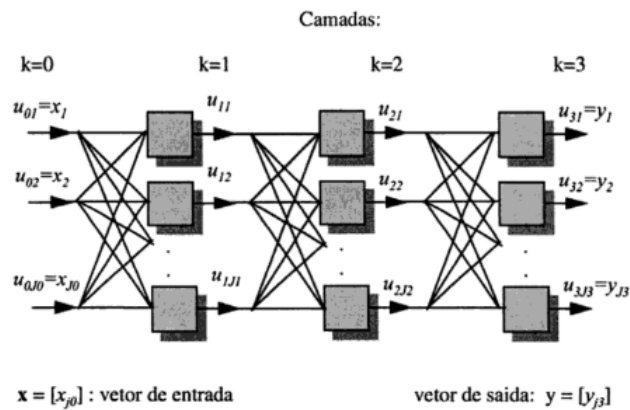 Camadas:
k=0 k=1 k=2 k=3
u01=x1 u11 u21 u31=y1
u02=x2 u12 u22 u32=y2
u0J0=xJ0 u1J1 u2J2 u3J3=yJ3
x = [xj0] : vetor de entrada
vetor de saida: y = [yj3]